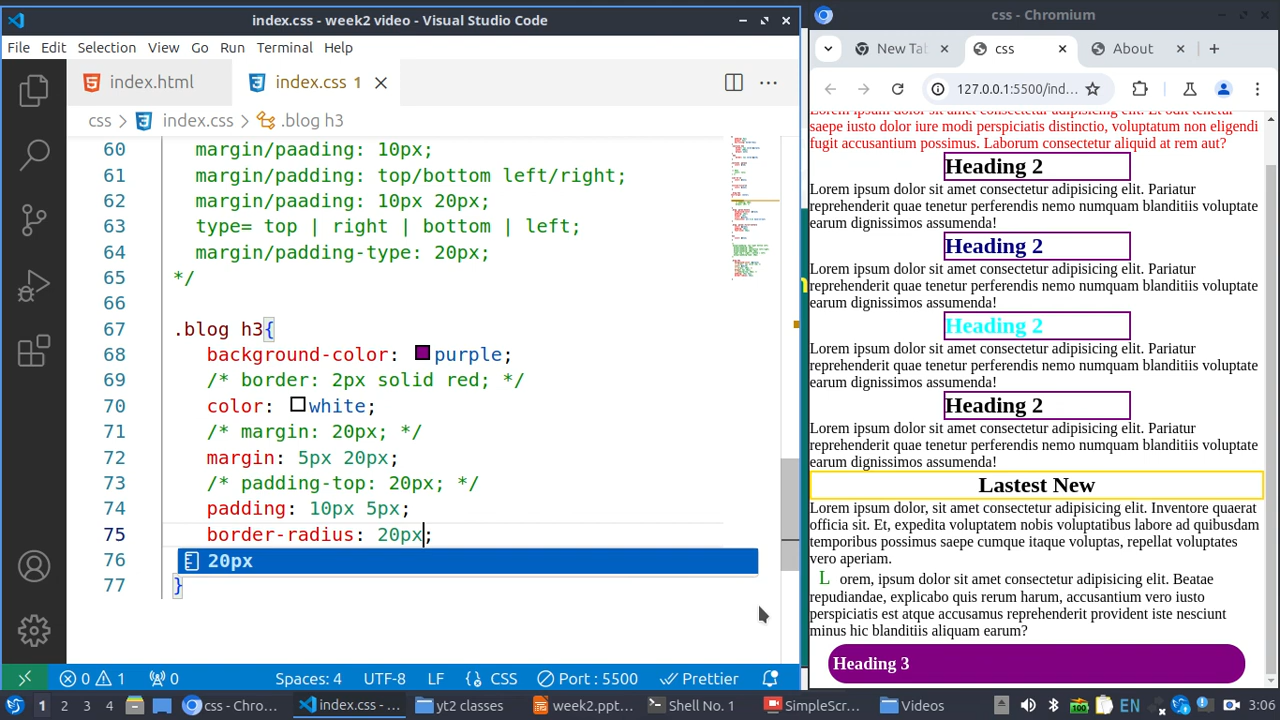 index.css - week2 video - Visual Studio Code
File Edit Selection View Go Run Terminal Help
index.html
index.css 1
css > index.css > .blog h3
60 margin/paading: 10px;
61 margin/padding: top/bottom left/right;
62 margin/paading: 10px 20px;
63 type= top | right | bottom | left;
64 margin/padding-type: 20px;
65 */
66
67 .blog h3{
68 background-color: purple;
69 /* border: 2px solid red; */
70 color: white;
71 /* margin: 20px; */
72 margin: 5px 20px;
73 /* padding-top: 20px; */
74 padding: 10px 5px;
75 border-radius: 20px;
76 20px
77 }
0 1 0 Spaces: 4 UTF-8 LF CSS Port : 5500 Prettier
css - Chromium
New Tab css About
127.0.0.1:5500/ind...
Lorem ipsum dolor sit amet consectetur adipisicing elit. Et odit tenetur
saepe iusto dolor iure modi perspiciatis distinctio, voluptatum non eligendi
fugit accusantium possimus. Laborum consectetur aliquid at rem aut?
Heading 2
Lorem ipsum dolor sit amet consectetur adipisicing elit. Pariatur
reprehenderit quae tenetur perferendis nemo numquam blanditiis voluptate
earum dignissimos assumenda!
Heading 2
Lorem ipsum dolor sit amet consectetur adipisicing elit. Pariatur
reprehenderit quae tenetur perferendis nemo numquam blanditiis voluptate
earum dignissimos assumenda!
Heading 2
Lorem ipsum dolor sit amet consectetur adipisicing elit. Pariatur
reprehenderit quae tenetur perferendis nemo numquam blanditiis voluptate
earum dignissimos assumenda!
Heading 2
Lorem ipsum dolor sit amet consectetur adipisicing elit. Pariatur
reprehenderit quae tenetur perferendis nemo numquam blanditiis voluptate
earum dignissimos assumenda!
Lastest New
Lorem ipsum dolor, sit amet consectetur adipisicing elit. Inventore quaerat
officia sit. Et, expedita voluptatem nobis voluptatibus labore ad quibusdam
temporibus possimus saepe cumque itaque voluptas, repellat voluptates
vero aperiam.
L orem, ipsum dolor sit amet consectetur adipisicing elit. Beatae
repudiandae, explicabo quis rerum harum, accusantium vero iusto
perspiciatis est atque accusamus reprehenderit provident iste nesciunt
minus hic blanditiis aliquam earum?
Heading 3
1 2 3 4 css - Chro... index.css - ... yt2 classes week2.ppt... Shell No. 1 SimpleScr... Videos 100 EN 3:06